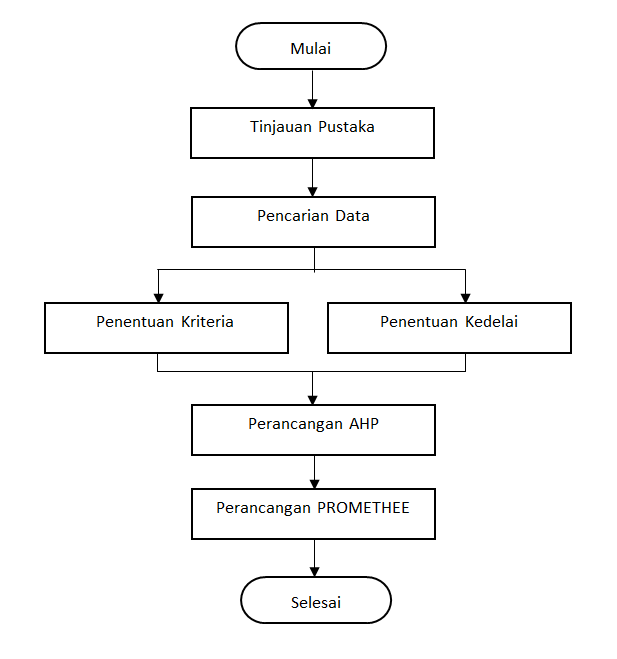 Mulai
Tinjauan Pustaka
Pencarian Data
Penentuan Kriteria
Penentuan Kedelai
Perancangan AHP
Perancangan PROMETHEE
Selesai